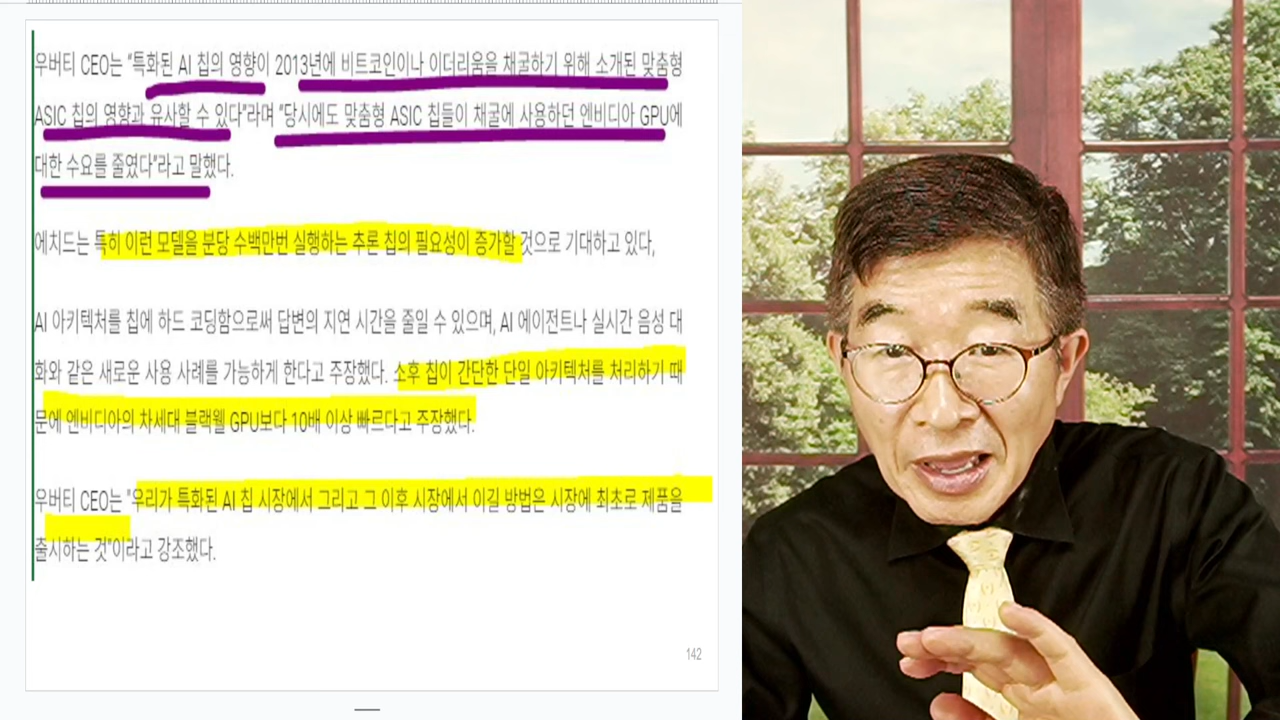 우버티 CEO는 “특화된 AI 칩의 영향이 2013년에 비트코인이나 이더리움을 채굴하기 위해 소개된 맞춤형
ASIC 칩의 영향과 유사할 수 있다”라며 “당시에도 맞춤형 ASIC 칩들이 채굴에 사용하던 엔비디아 GPU에
대한 수요를 줄였다”라고 말했다.
에치드는 특히 이런 모델을 분당 수백만번 실행하는 추론 칩의 필요성이 증가할 것으로 기대하고 있다,
AI 아키텍처를 칩에 하드 코딩함으로써 답변의 지연 시간을 줄일 수 있으며, AI 에이전트나 실시간 음성 대
화와 같은 새로운 사용 사례를 가능하게 한다고 주장했다. 소후 칩이 간단한 단일 아키텍처를 처리하기 때
문에 엔비디아의 차세대 블랙웰 GPU보다 10배 이상 빠르다고 주장했다.
우버티 CEO는 "우리가 특화된 AI 칩 시장에서 그리고 그 이후 시장에서 이길 방법은 시장에 최초로 제품을
출시하는 것"이라고 강조했다.
142